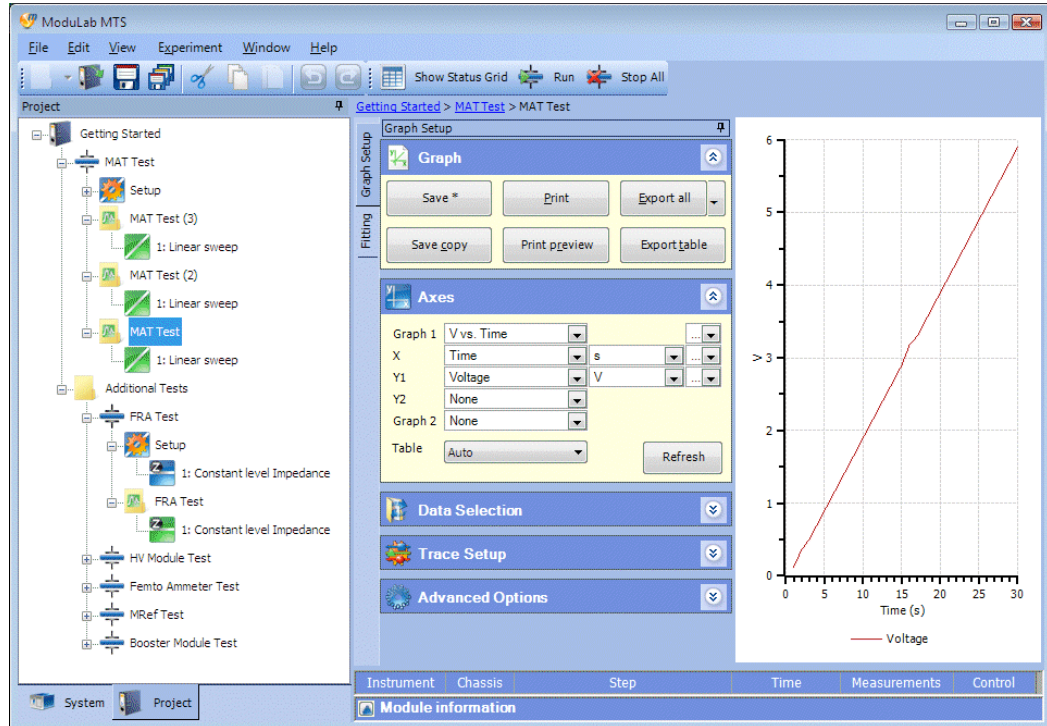 ModuLab MTS
File Edit View Experiment Window Help
Show Status Grid Run Stop All
Project
Getting Started
MAT Test
Setup
MAT Test (3)
1: Linear sweep
MAT Test (2)
1: Linear sweep
MAT Test
1: Linear sweep
Additional Tests
FRA Test
Setup
1: Constant level Impedance
FRA Test
1: Constant level Impedance
HV Module Test
Femto Ammeter Test
MRef Test
Booster Module Test
System Project
Getting Started > MAT Test > MAT Test
Graph Setup
Fitting
Graph Setup
Graph
Save * Print Export all
Save copy Print preview Export table
Axes
Graph 1 V vs. Time ...
X Time s ...
Y1 Voltage V ...
Y2 None
Graph 2 None
Table Auto Refresh
Data Selection
Trace Setup
Advanced Options
6
5
4
V 3
2
1
0
0 5 10 15 20 25 30
Time (s)
Voltage
Instrument Chassis Step Time Measurements Control
Module information